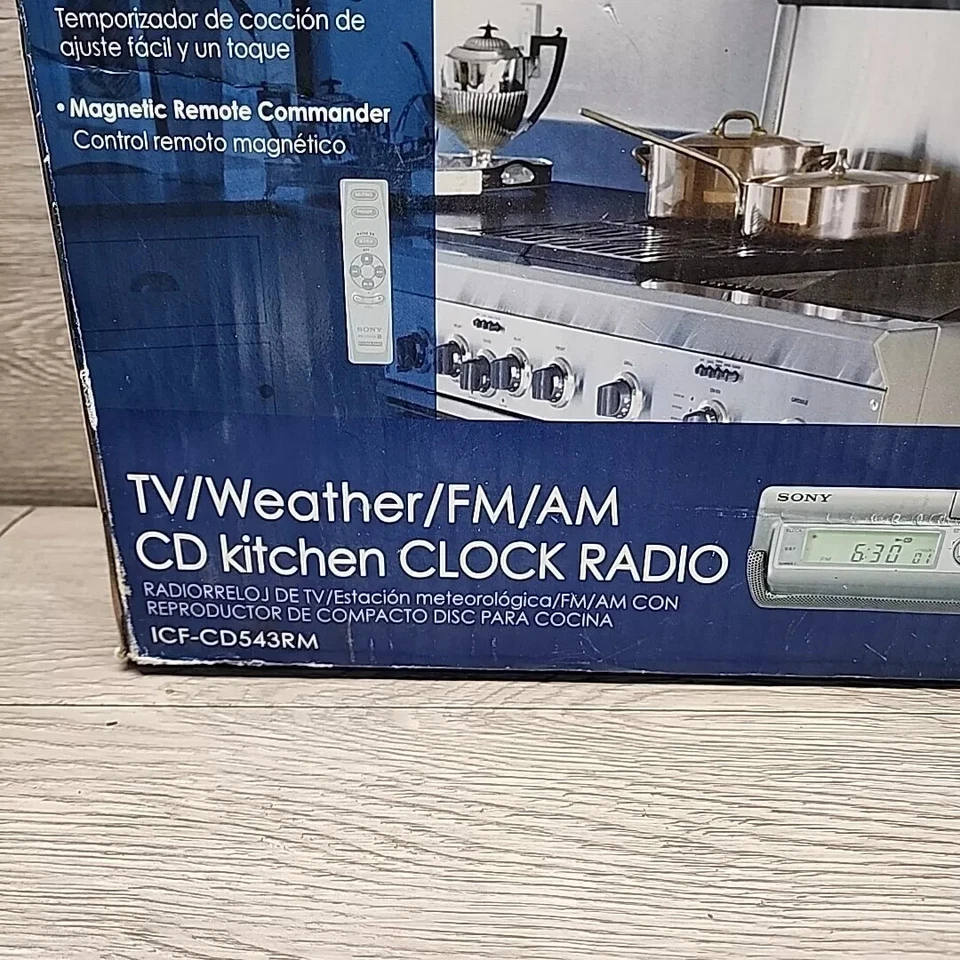 Temporizador de cocción de
ajuste fácil y un toque
• Magnetic Remote Commander
Control remoto magnético
SONY
TV/Weather/FM/AM
CD kitchen CLOCK RADIO
RADIORRELOJ DE TV/Estación meteorológica/FM/AM CON
REPRODUCTOR DE COMPACTO DISC PARA COCINA
ICF-CD543RM
SONY
6:30 01